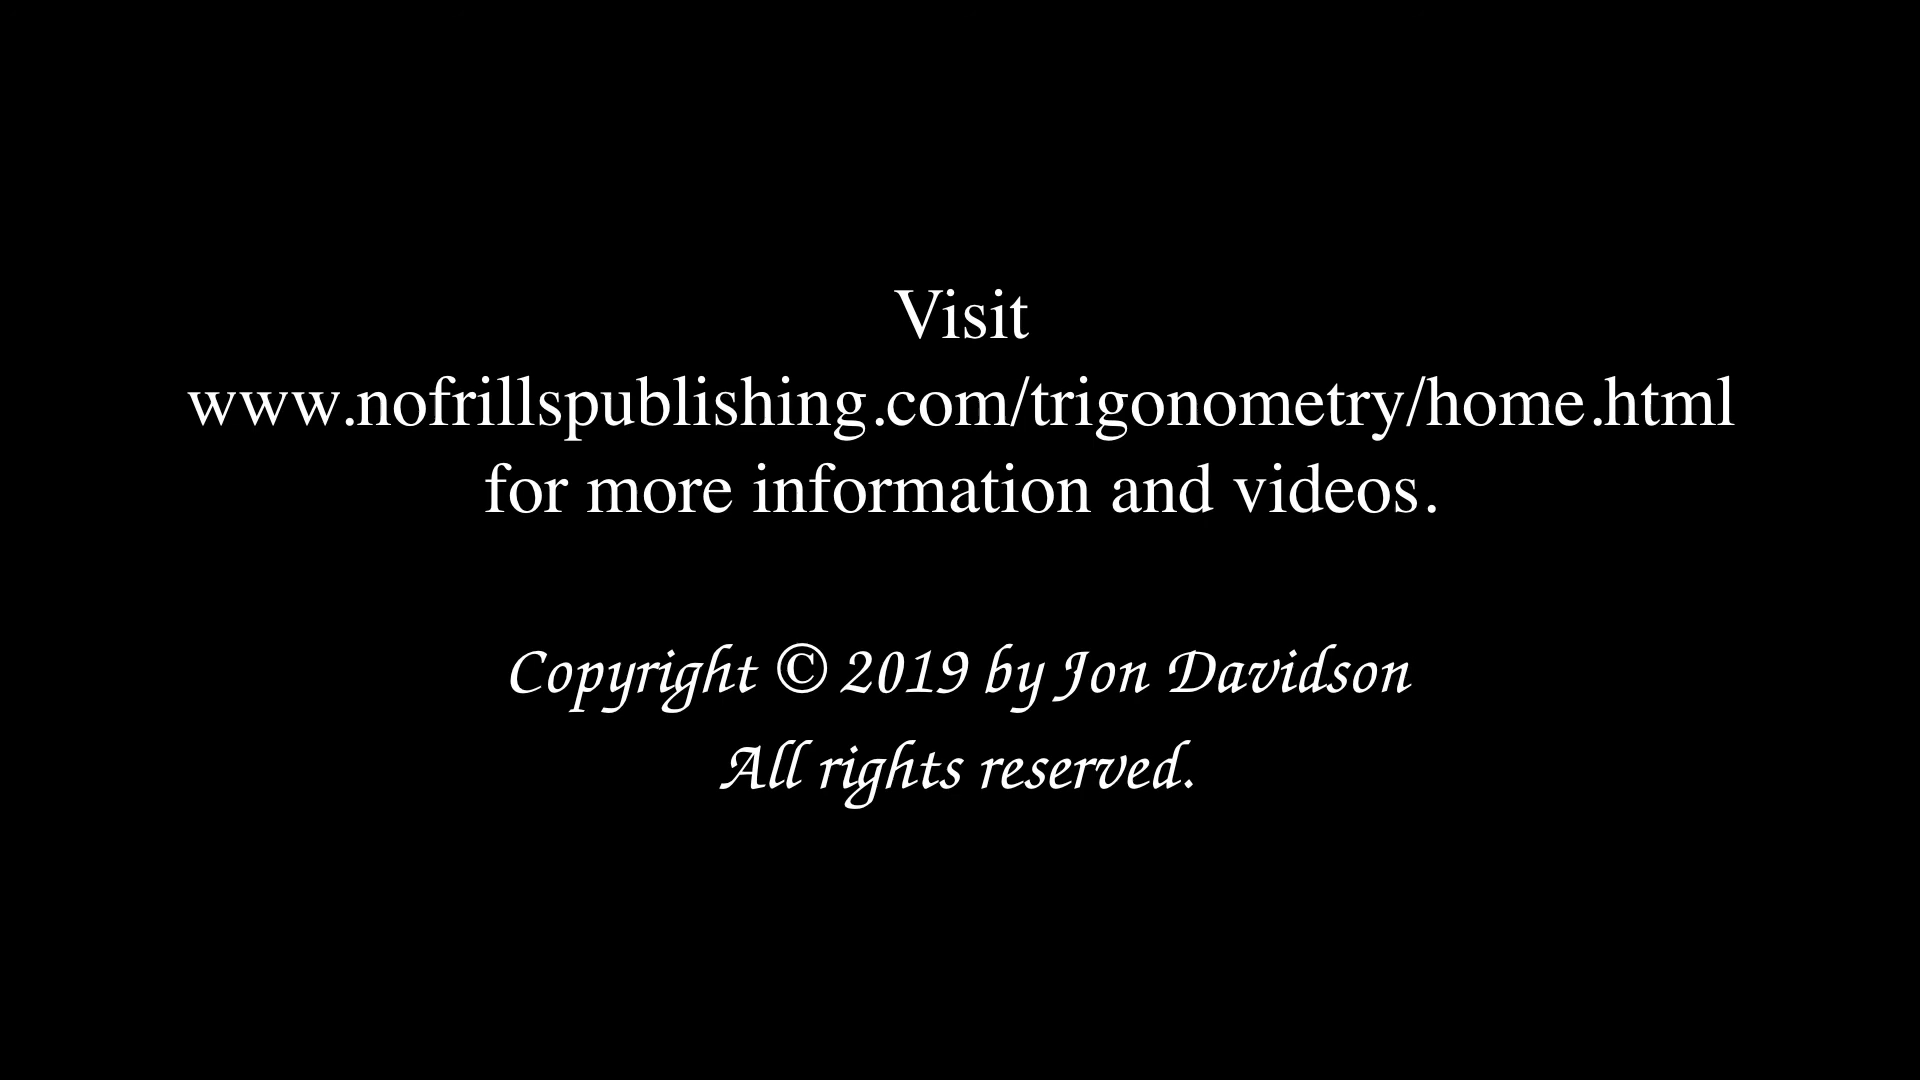 Visit
www.nofrillspublishing.com/trigonometry/home.html
for more information and videos.
Copyright © 2019 by Jon Davidson
All rights reserved.